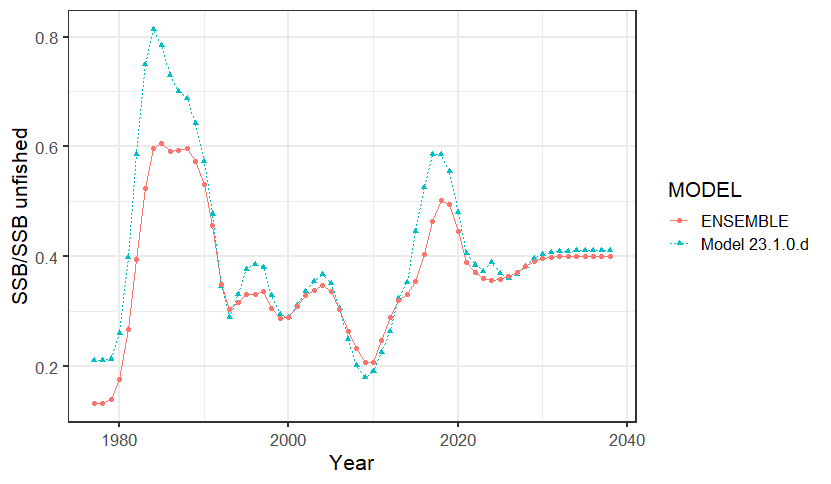 0.8
0.6
0.4
0.2
SSB/SSB unfished
1980
2000
2020
2040
Year
MODEL
ENSEMBLE
Model 23.1.0.d